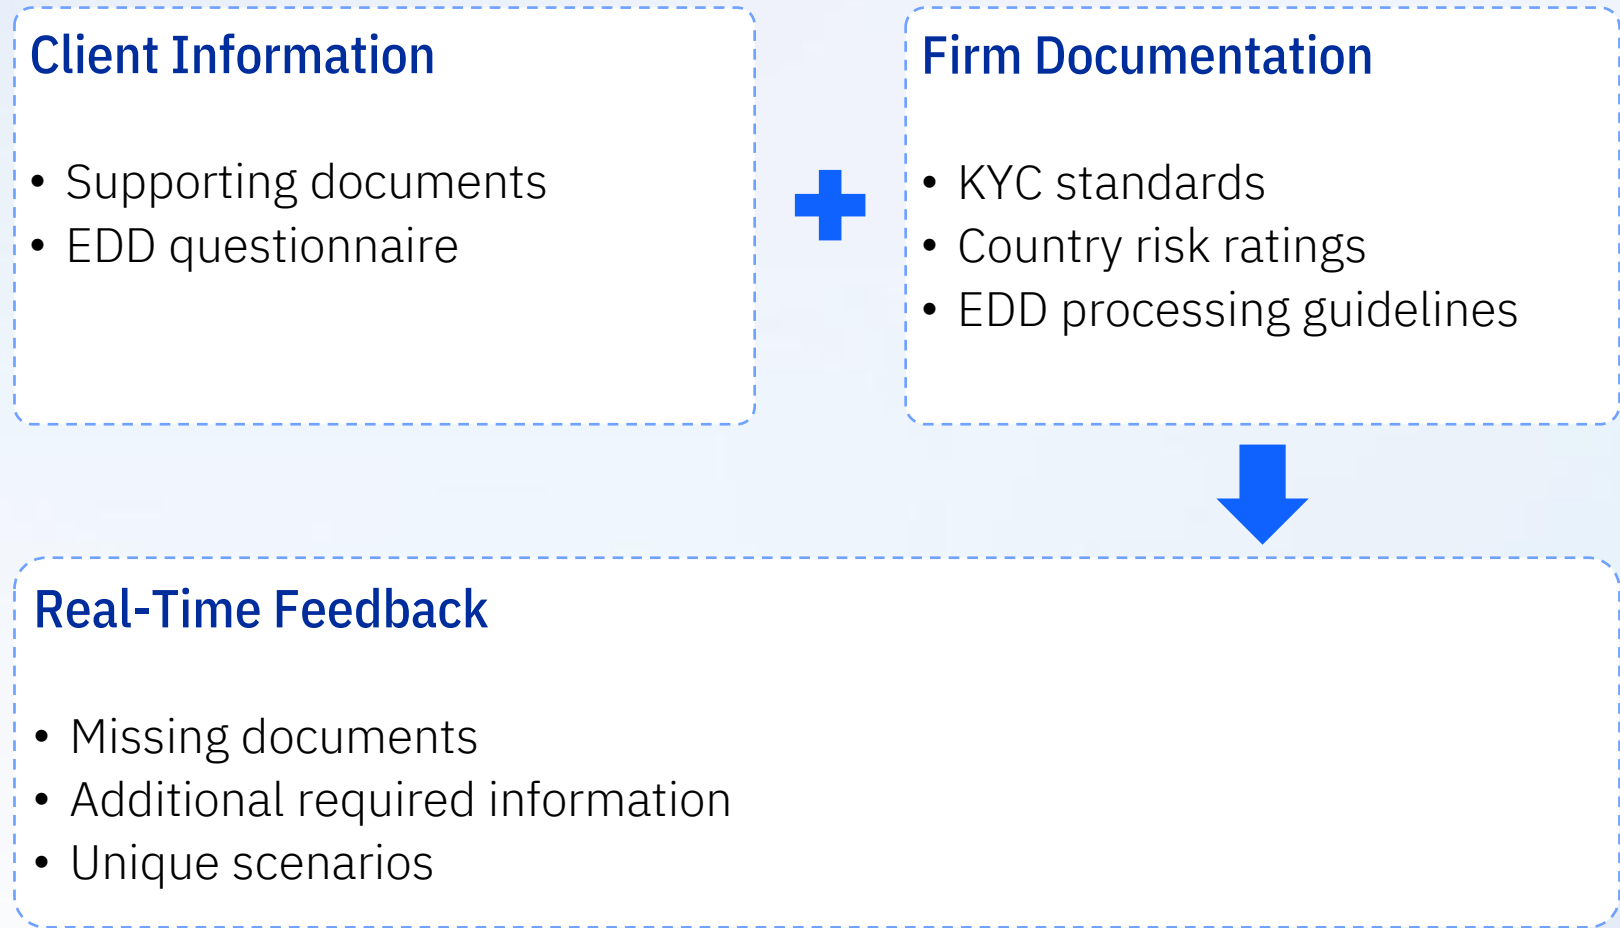 Client Information
• Supporting documents
• EDD questionnaire
Firm Documentation
• KYC standards
• Country risk ratings
• EDD processing guidelines
Real-Time Feedback
• Missing documents
• Additional required information
• Unique scenarios